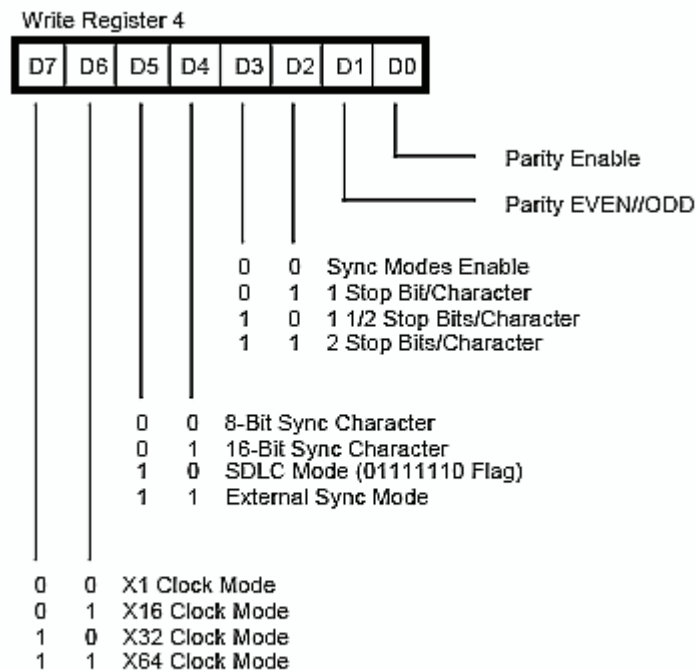 Write Register 4
D7 D6 D5 D4 D3 D2 D1 D0
Parity Enable
Parity EVEN//ODD
0 0 Sync Modes Enable
0 1 1 Stop Bit/Character
1 0 1 1/2 Stop Bits/Character
1 1 2 Stop Bits/Character
0 0 8-Bit Sync Character
0 1 16-Bit Sync Character
1 0 SDLC Mode (01111110 Flag)
1 1 External Sync Mode
0 0 X1 Clock Mode
0 1 X16 Clock Mode
1 0 X32 Clock Mode
1 1 X64 Clock Mode